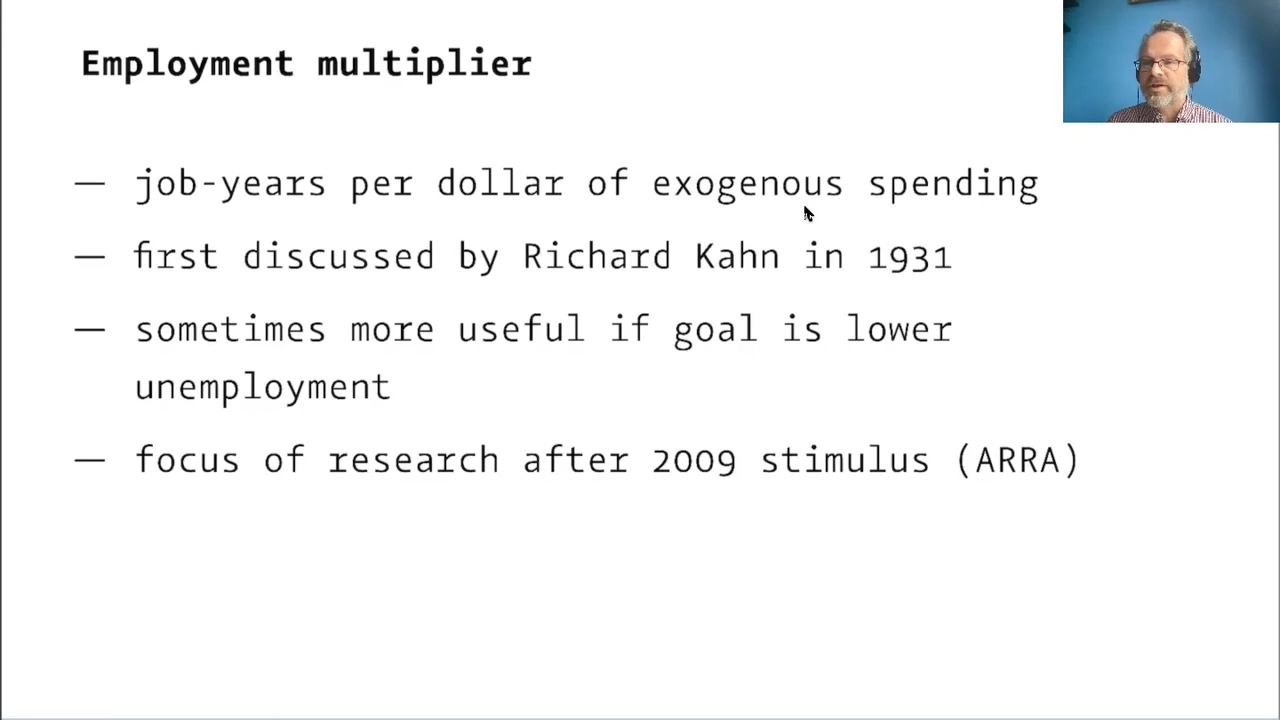 Employment multiplier
— job-years per dollar of exogenous spending
— first discussed by Richard Kahn in 1931
— sometimes more useful if goal is lower
unemployment
— focus of research after 2009 stimulus (ARRA)